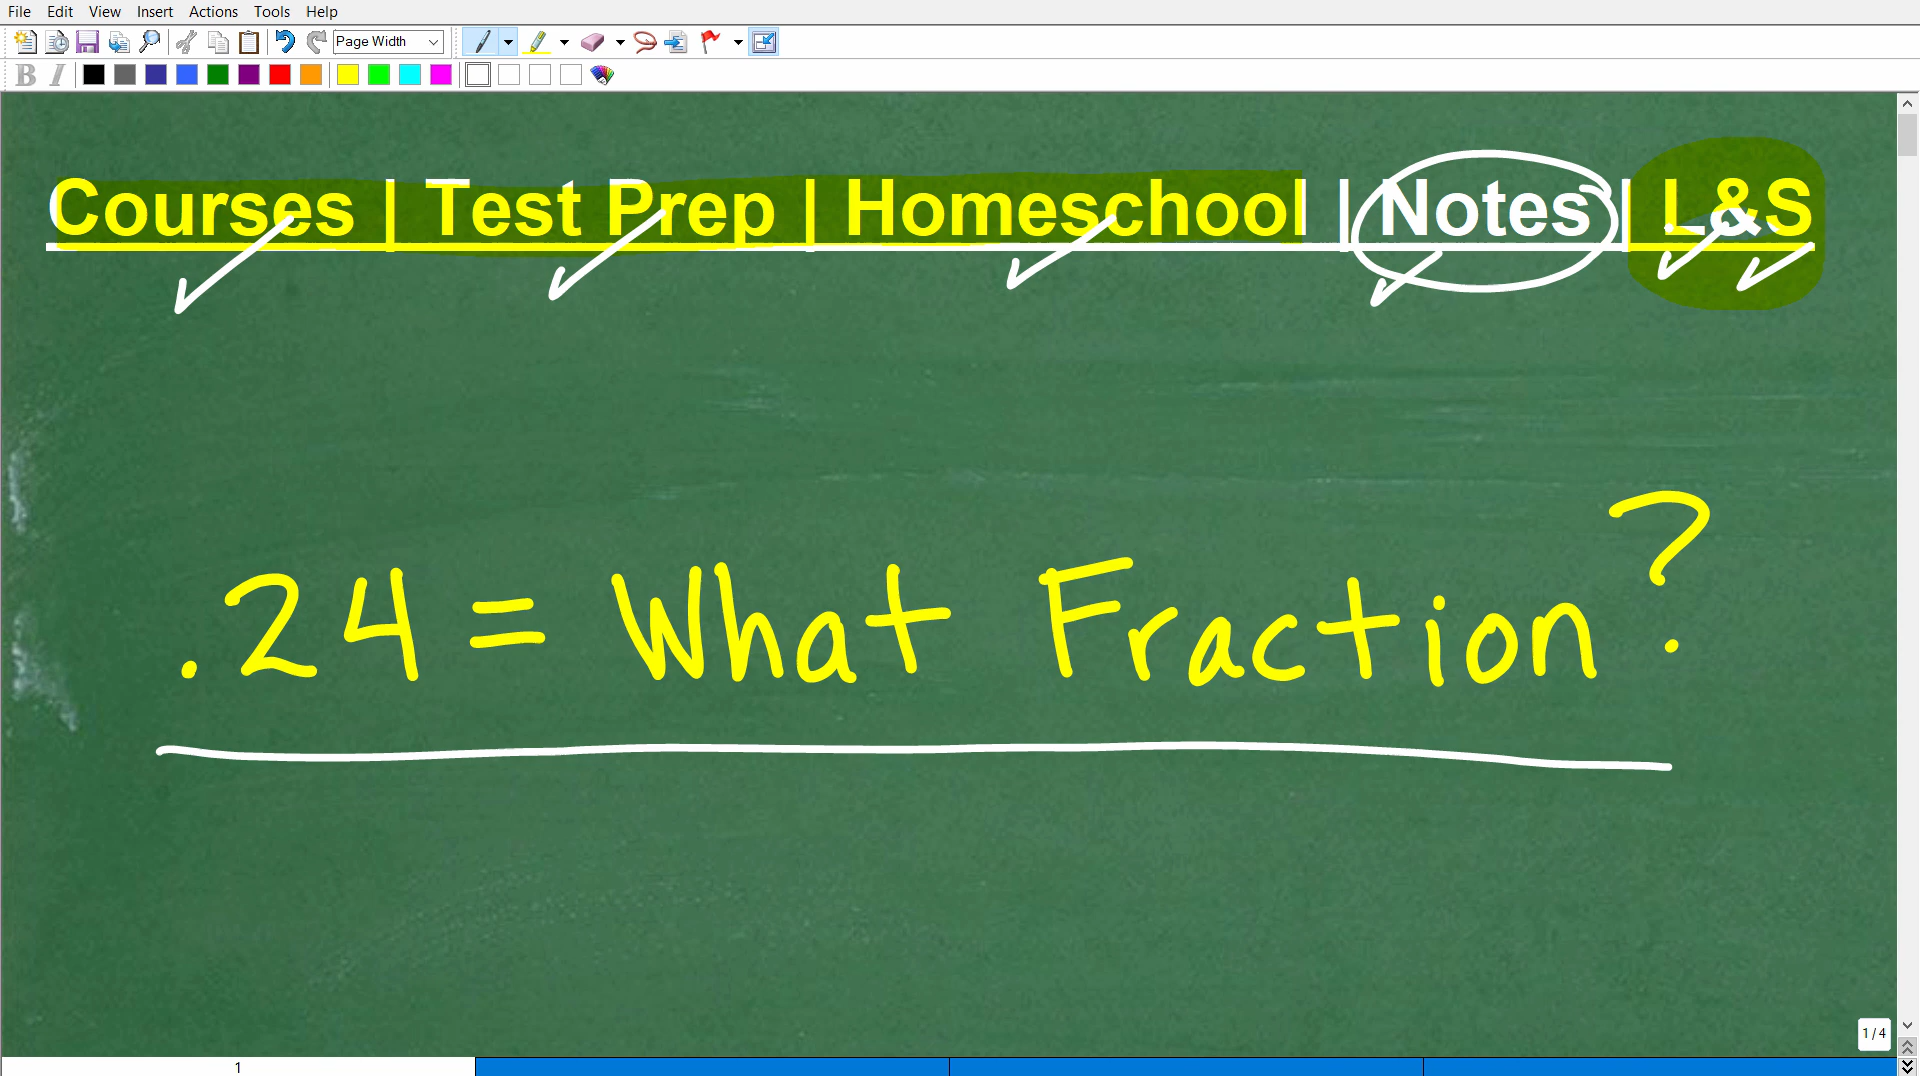 File Edit View Insert Actions Tools Help
Page Width
B I
Courses | Test Prep | Homeschool | Notes | L&S
.24 = What Fraction?
1 / 4
1